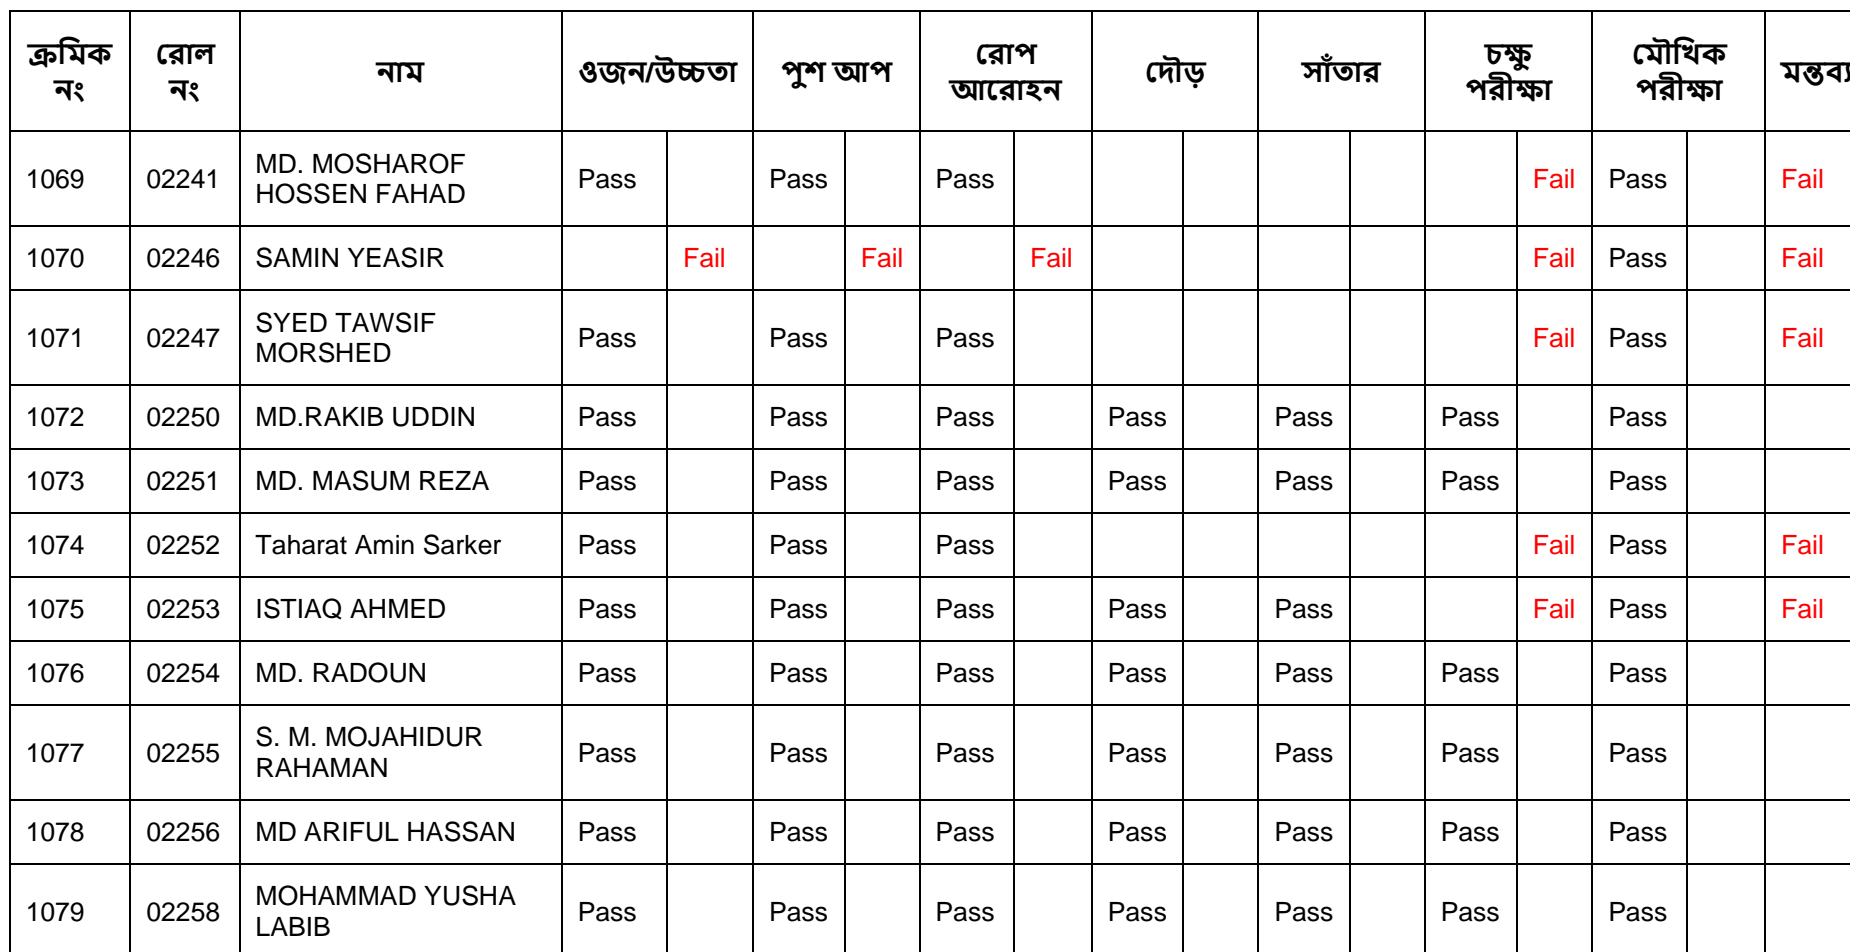 ক্রমিক নং রোল নং নাম ওজন/উচ্চতা পুশ আপ রোপ আরোহন দৌড় সাঁতার চক্ষু পরীক্ষা মৌখিক পরীক্ষা মন্তব্য
1069 02241 MD. MOSHAROF HOSSEN FAHAD Pass Pass Pass Fail Pass Fail
1070 02246 SAMIN YEASIR Fail Fail Fail Fail Pass Fail
1071 02247 SYED TAWSIF MORSHED Pass Pass Pass Fail Pass Fail
1072 02250 MD.RAKIB UDDIN Pass Pass Pass Pass Pass Pass Pass
1073 02251 MD. MASUM REZA Pass Pass Pass Pass Pass Pass Pass
1074 02252 Taharat Amin Sarker Pass Pass Pass Fail Pass Fail
1075 02253 ISTIAQ AHMED Pass Pass Pass Pass Pass Fail Pass Fail
1076 02254 MD. RADOUN Pass Pass Pass Pass Pass Pass Pass
1077 02255 S. M. MOJAHIDUR RAHAMAN Pass Pass Pass Pass Pass Pass Pass
1078 02256 MD ARIFUL HASSAN Pass Pass Pass Pass Pass Pass Pass
1079 02258 MOHAMMAD YUSHA LABIB Pass Pass Pass Pass Pass Pass Pass